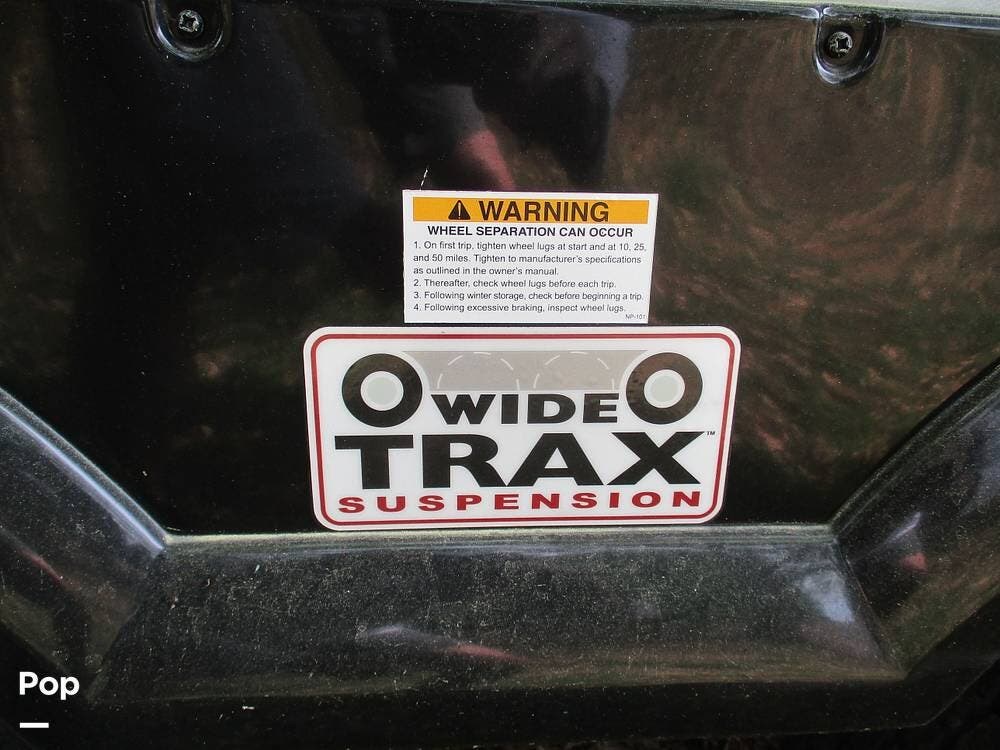 WARNING
WHEEL SEPARATION CAN OCCUR
1. On first trip, tighten wheel lugs at start and at 10, 25,
and 50 miles. Tighten to manufacturer's specifications
as outlined in the owner's manual.
2. Thereafter, check wheel lugs before each trip.
3. Following winter storage, check before beginning a trip.
4. Following excessive braking, inspect wheel lugs.
NP-101
WIDE
TRAX™
SUSPENSION
Pop